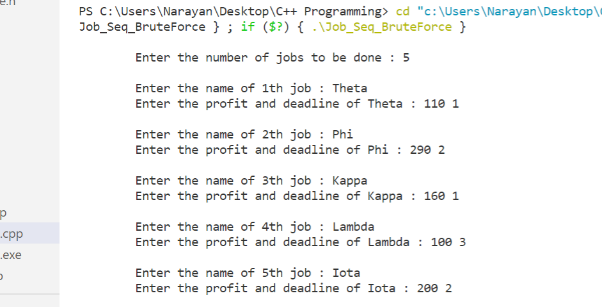 e.h
PS C:\Users\Narayan\Desktop\C++ Programming> cd "c:\Users\Narayan\Desktop\
Job_Seq_BruteForce } ; if ($?) { .\Job_Seq_BruteForce }
Enter the number of jobs to be done : 5
Enter the name of 1th job : Theta
Enter the profit and deadline of Theta : 110 1
Enter the name of 2th job : Phi
Enter the profit and deadline of Phi : 290 2
Enter the name of 3th job : Kappa
Enter the profit and deadline of Kappa : 160 1
Enter the name of 4th job : Lambda
Enter the profit and deadline of Lambda : 100 3
Enter the name of 5th job : Iota
Enter the profit and deadline of Iota : 200 2
p
.cpp
.exe